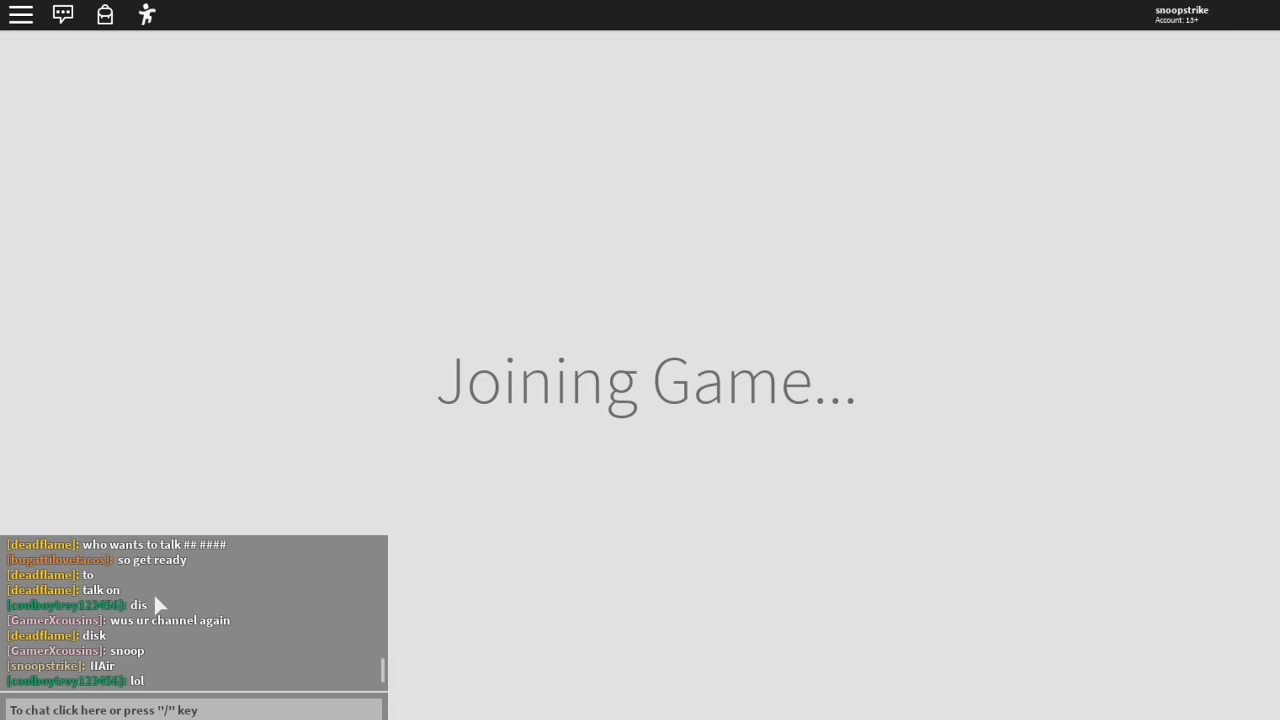 snoopstrike
Account: 13+
Joining Game...
[deadflame]: who wants to talk ## ####
[bugattilovetacos]: so get ready
[deadflame]: to
[deadflame]: talk on
[coolboytrey123456]: dis
[GamerXcousins]: wus ur channel again
[deadflame]: disk
[GamerXcousins]: snoop
[snoopstrike]: IIAir
[coolboytrey123456]: lol
To chat click here or press "/" key